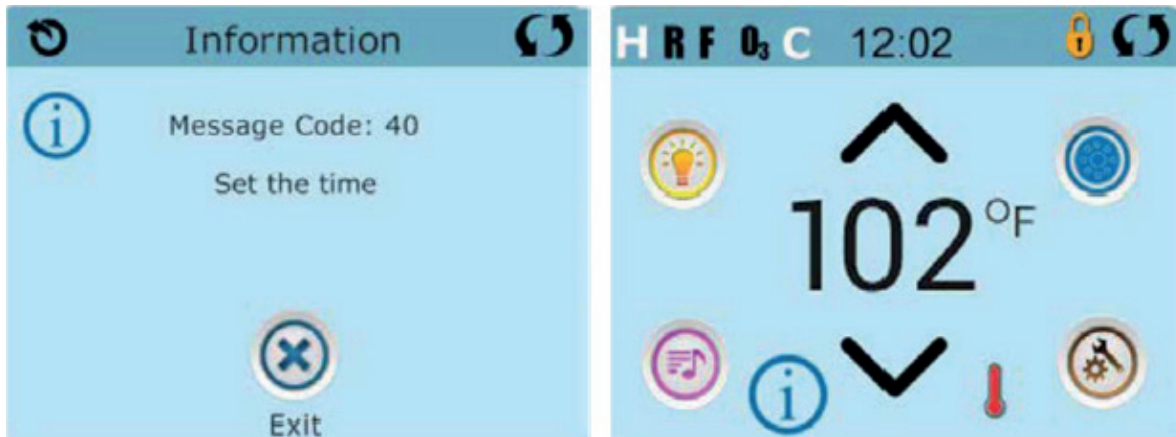 Information
Message Code: 40
Set the time
Exit
H R F O₃ C 12:02
102 °F